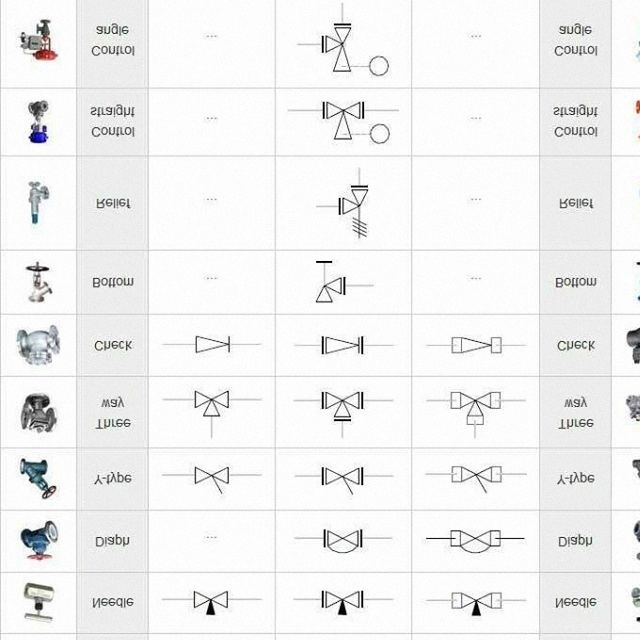 Needle
Needle
Diaph
...
Diaph
Y-type
Y-type
Three
way
Three
way
Check
Check
Bottom
...
...
Bottom
Relief
...
...
Relief
Control
straight
...
...
Control
straight
Control
angle
...
...
Control
angle